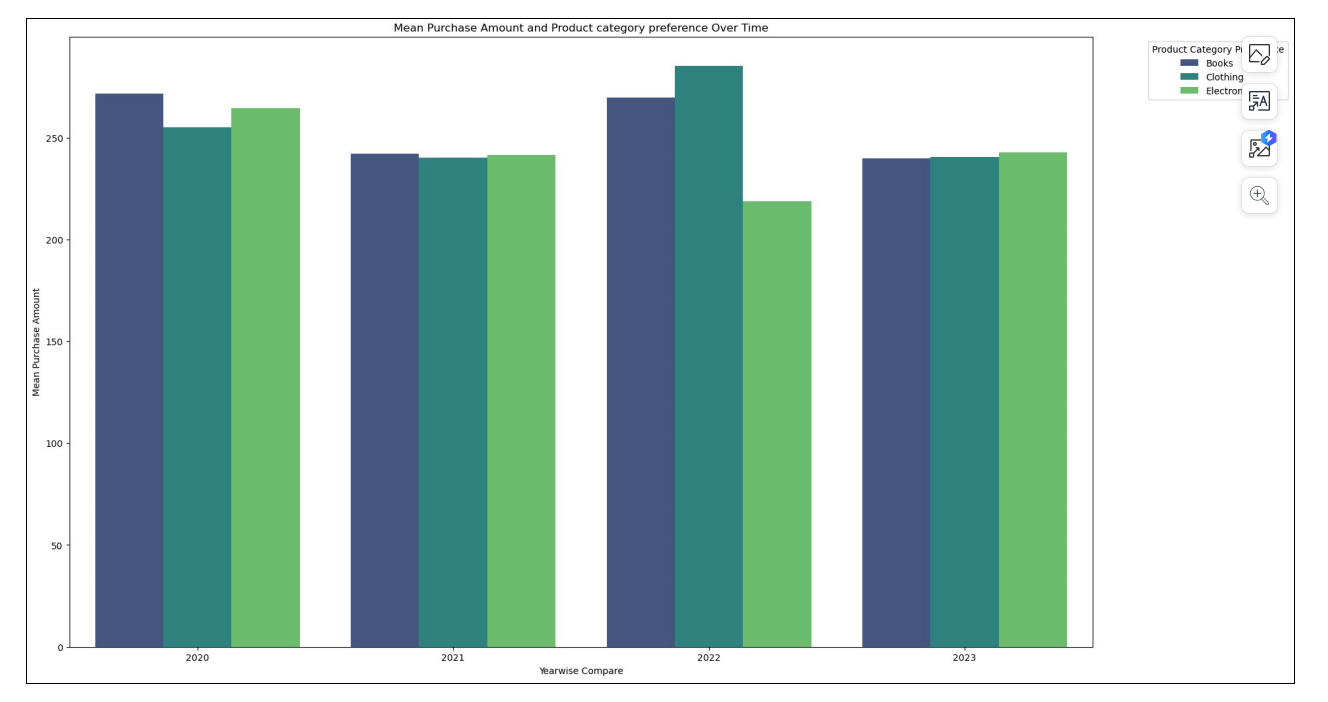 Mean Purchase Amount and Product category preference Over Time
Product Category
Books
Clothing
250
200
150
100
50
0
Mean Purchase Amount
2020 2021 2022 2023
Yearwise Compare
A